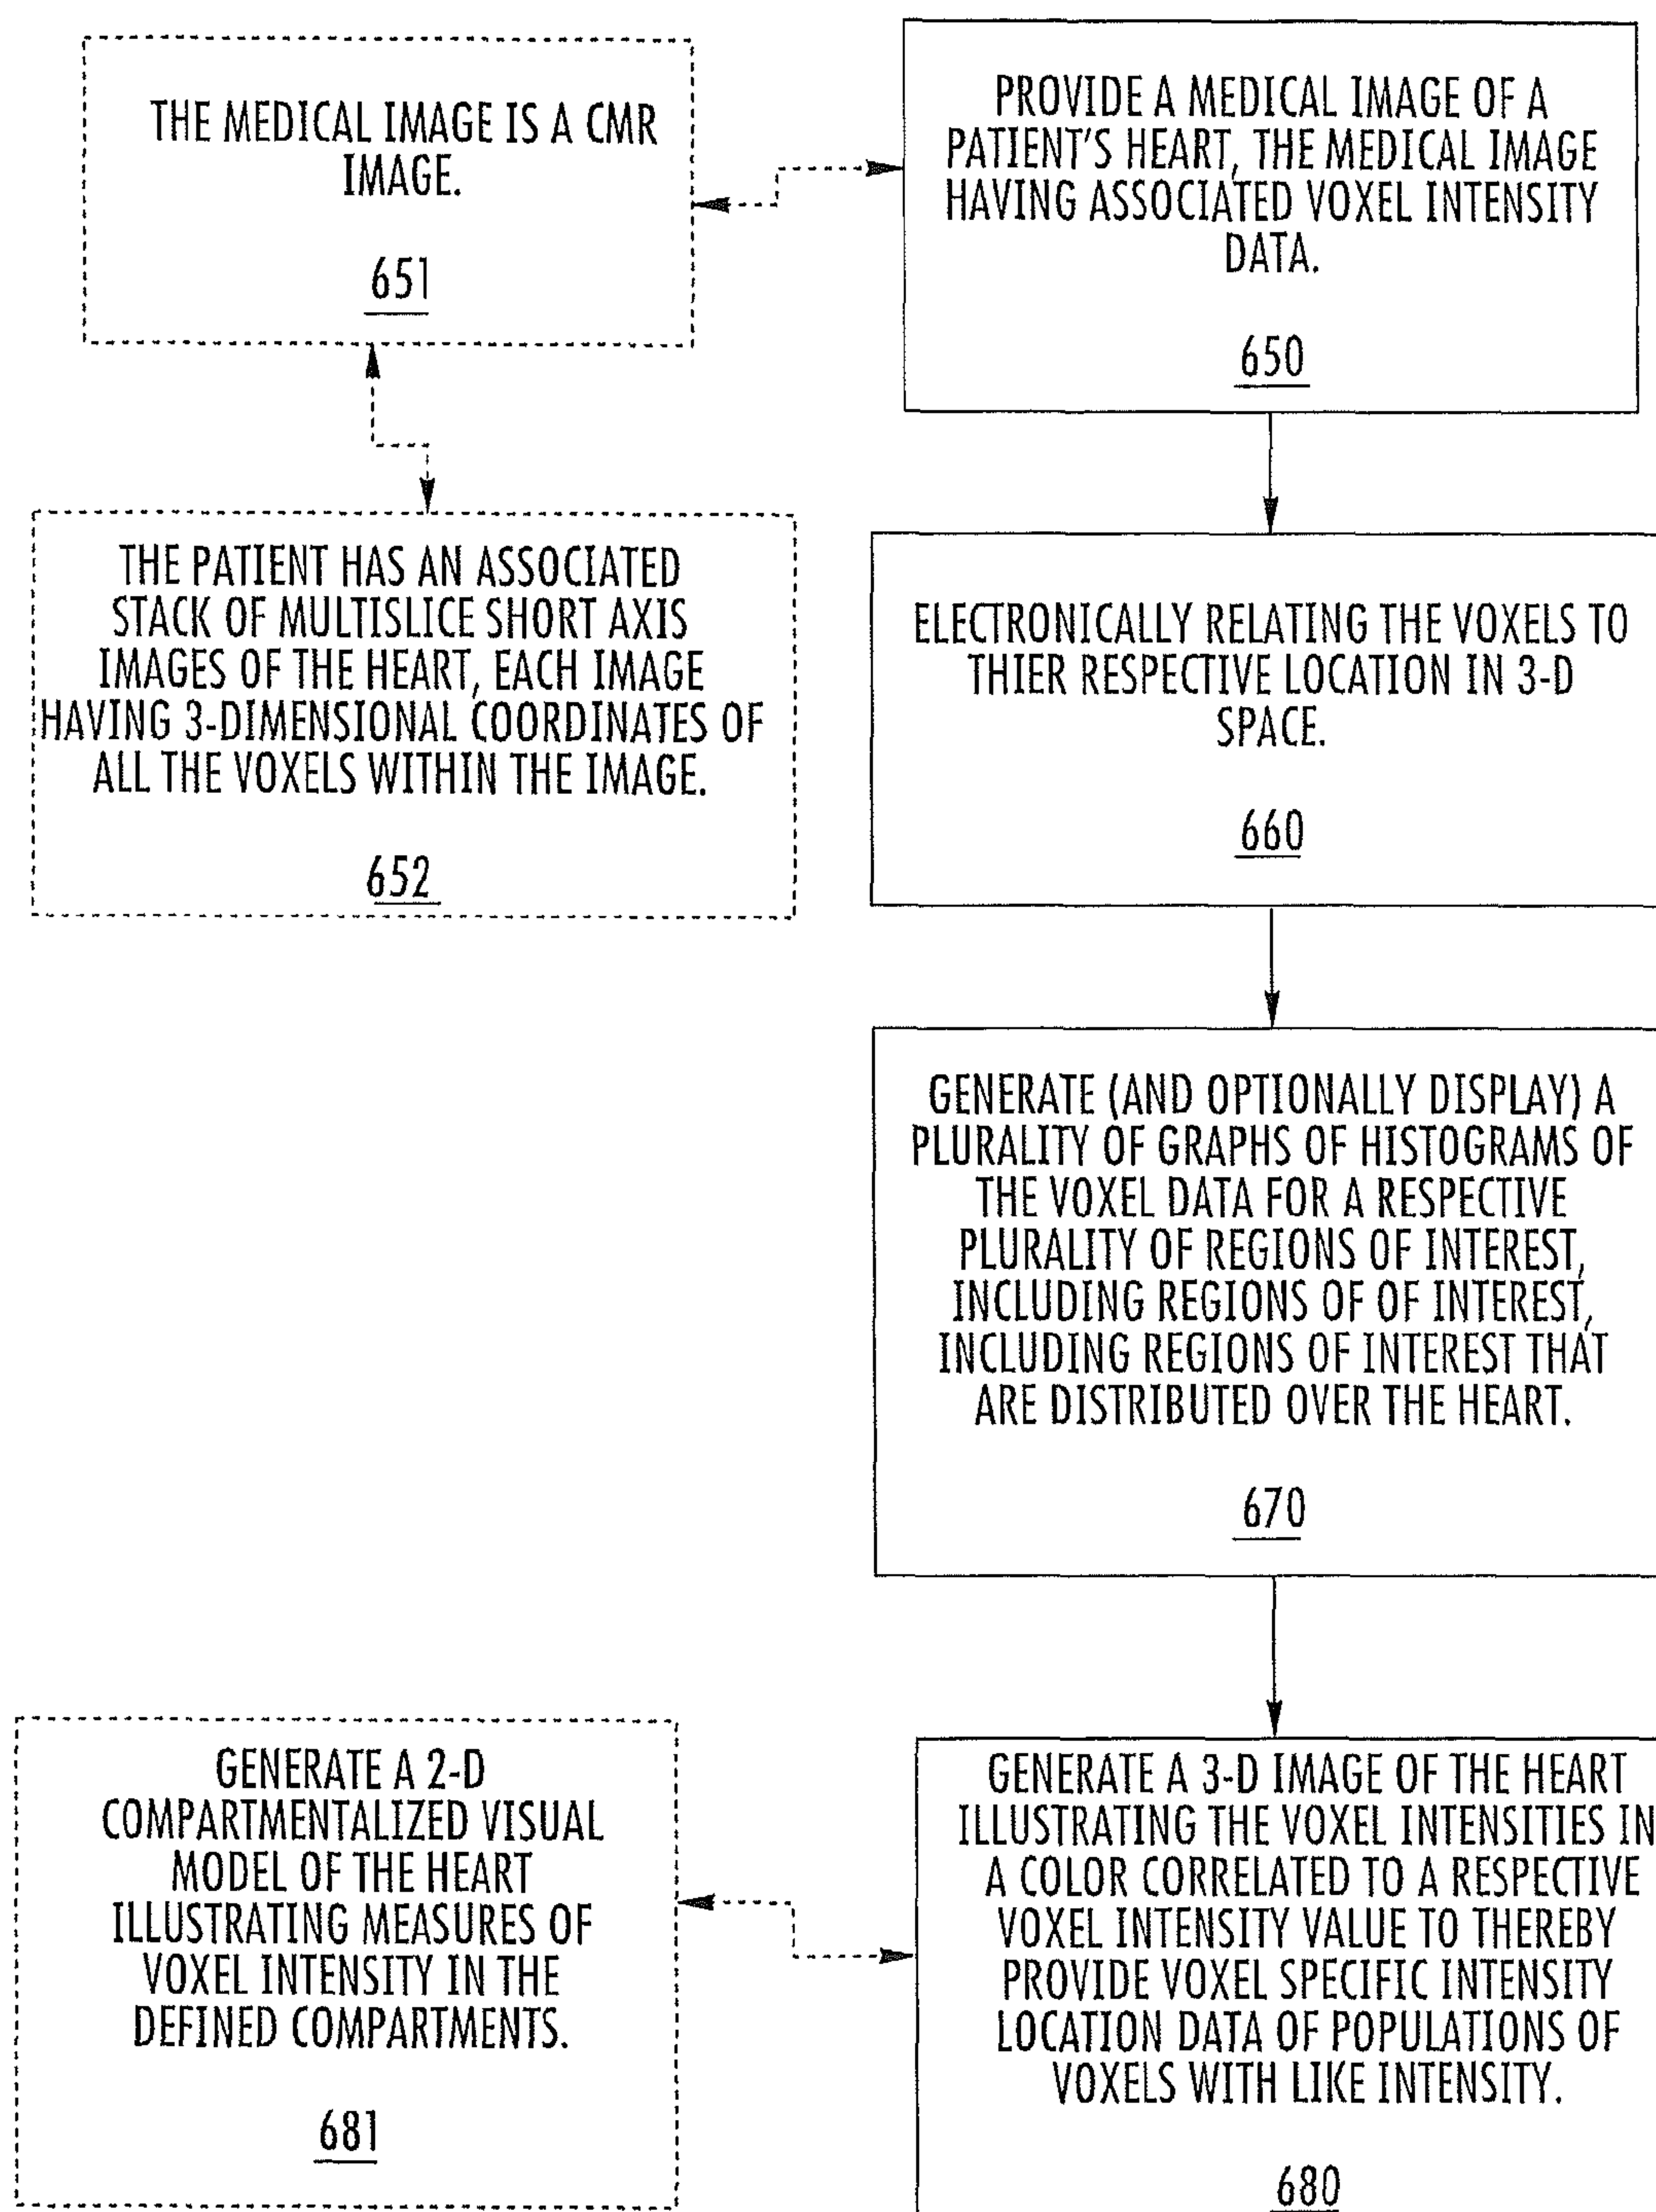 THE MEDICAL IMAGE IS A CMR
IMAGE.
651
PROVIDE A MEDICAL IMAGE OF A
PATIENT'S HEART, THE MEDICAL IMAGE
HAVING ASSOCIATED VOXEL INTENSITY
DATA.
650
THE PATIENT HAS AN ASSOCIATED
STACK OF MULTISLICE SHORT AXIS
IMAGES OF THE HEART, EACH IMAGE
HAVING 3-DIMENSIONAL COORDINATES OF
ALL THE VOXELS WITHIN THE IMAGE.
652
ELECTRONICALLY RELATING THE VOXELS TO
THIER RESPECTIVE LOCATION IN 3-D
SPACE.
660
GENERATE (AND OPTIONALLY DISPLAY) A
PLURALITY OF GRAPHS OF HISTOGRAMS OF
THE VOXEL DATA FOR A RESPECTIVE
PLURALITY OF REGIONS OF INTEREST,
INCLUDING REGIONS OF OF INTEREST,
INCLUDING REGIONS OF INTEREST THAT
ARE DISTRIBUTED OVER THE HEART.
670
GENERATE A 2-D
COMPARTMENTALIZED VISUAL
MODEL OF THE HEART
ILLUSTRATING MEASURES OF
VOXEL INTENSITY IN THE
DEFINED COMPARTMENTS.
681
GENERATE A 3-D IMAGE OF THE HEART
ILLUSTRATING THE VOXEL INTENSITIES IN
A COLOR CORRELATED TO A RESPECTIVE
VOXEL INTENSITY VALUE TO THEREBY
PROVIDE VOXEL SPECIFIC INTENSITY
LOCATION DATA OF POPULATIONS OF
VOXELS WITH LIKE INTENSITY.
680